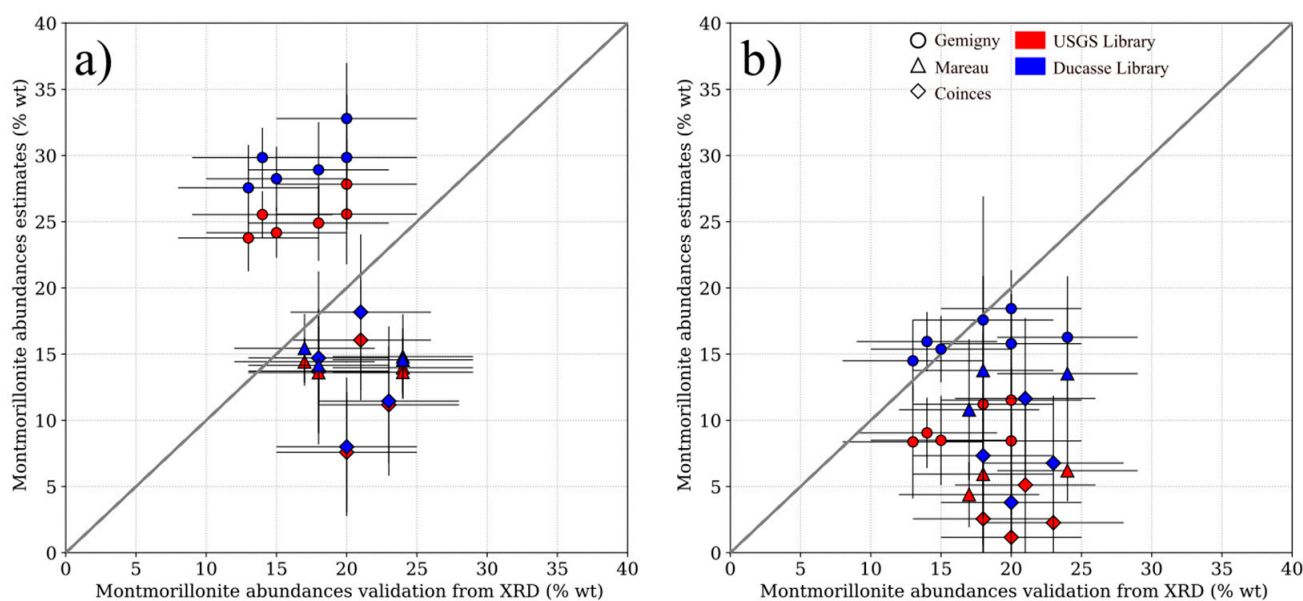 a)
Montmorillonite abundances estimates (% wt)
40
35
30
25
20
15
10
5
0
0 5 10 15 20 25 30 35 40
Montmorillonite abundances validation from XRD (% wt)
b)
Gemigny
Mareau
Coinces
USGS Library
Ducasse Library
Montmorillonite abundances estimates (% wt)
40
35
30
25
20
15
10
5
0
0 5 10 15 20 25 30 35 40
Montmorillonite abundances validation from XRD (% wt)